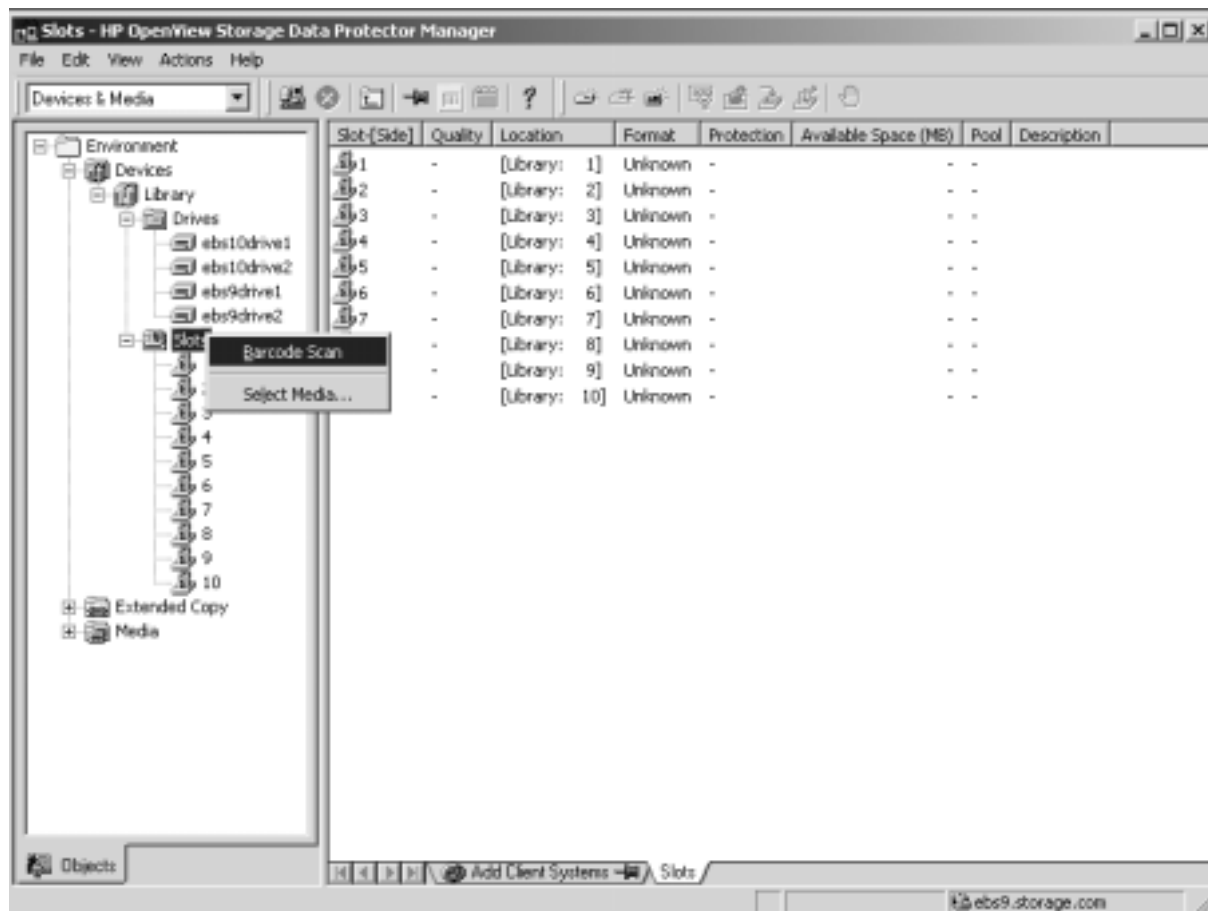 Slots - HP OpenView Storage Data Protector Manager
File Edit View Actions Help
Devices & Media
Environment
Devices
Library
Drives
ebs10drive1
ebs10drive2
ebs9drive1
ebs9drive2
Slots
Barcode Scan
Select Media...
3
4
5
6
7
8
9
10
Extended Copy
Media
Objects
Slot-[Side] Quality Location Format Protection Available Space (MB) Pool Description
1 - [Library: 1] Unknown - - -
2 - [Library: 2] Unknown - - -
3 - [Library: 3] Unknown - - -
4 - [Library: 4] Unknown - - -
5 - [Library: 5] Unknown - - -
6 - [Library: 6] Unknown - - -
7 - [Library: 7] Unknown - - -
- [Library: 8] Unknown - - -
- [Library: 9] Unknown - - -
- [Library: 10] Unknown - - -
Add Client Systems Slots
ebs9.storage.com